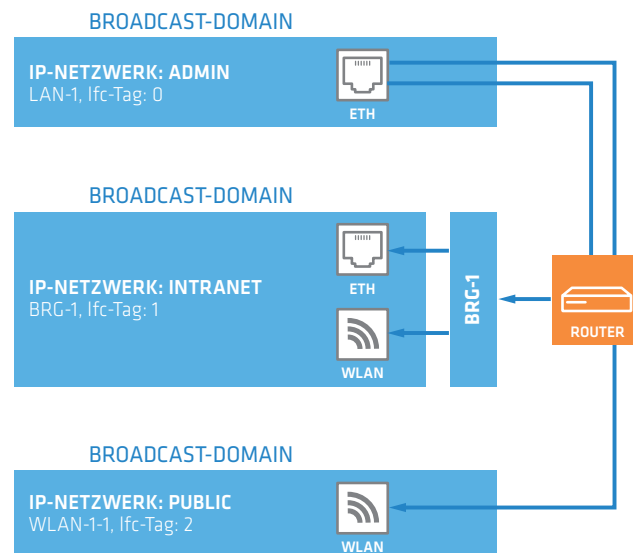 BROADCAST-DOMAIN
IP-NETZWERK: ADMIN
LAN-1, Ifc-Tag: 0
ETH
BROADCAST-DOMAIN
IP-NETZWERK: INTRANET
BRG-1, Ifc-Tag: 1
ETH
WLAN
BRG-1
ROUTER
BROADCAST-DOMAIN
IP-NETZWERK: PUBLIC
WLAN-1-1, Ifc-Tag: 2
WLAN